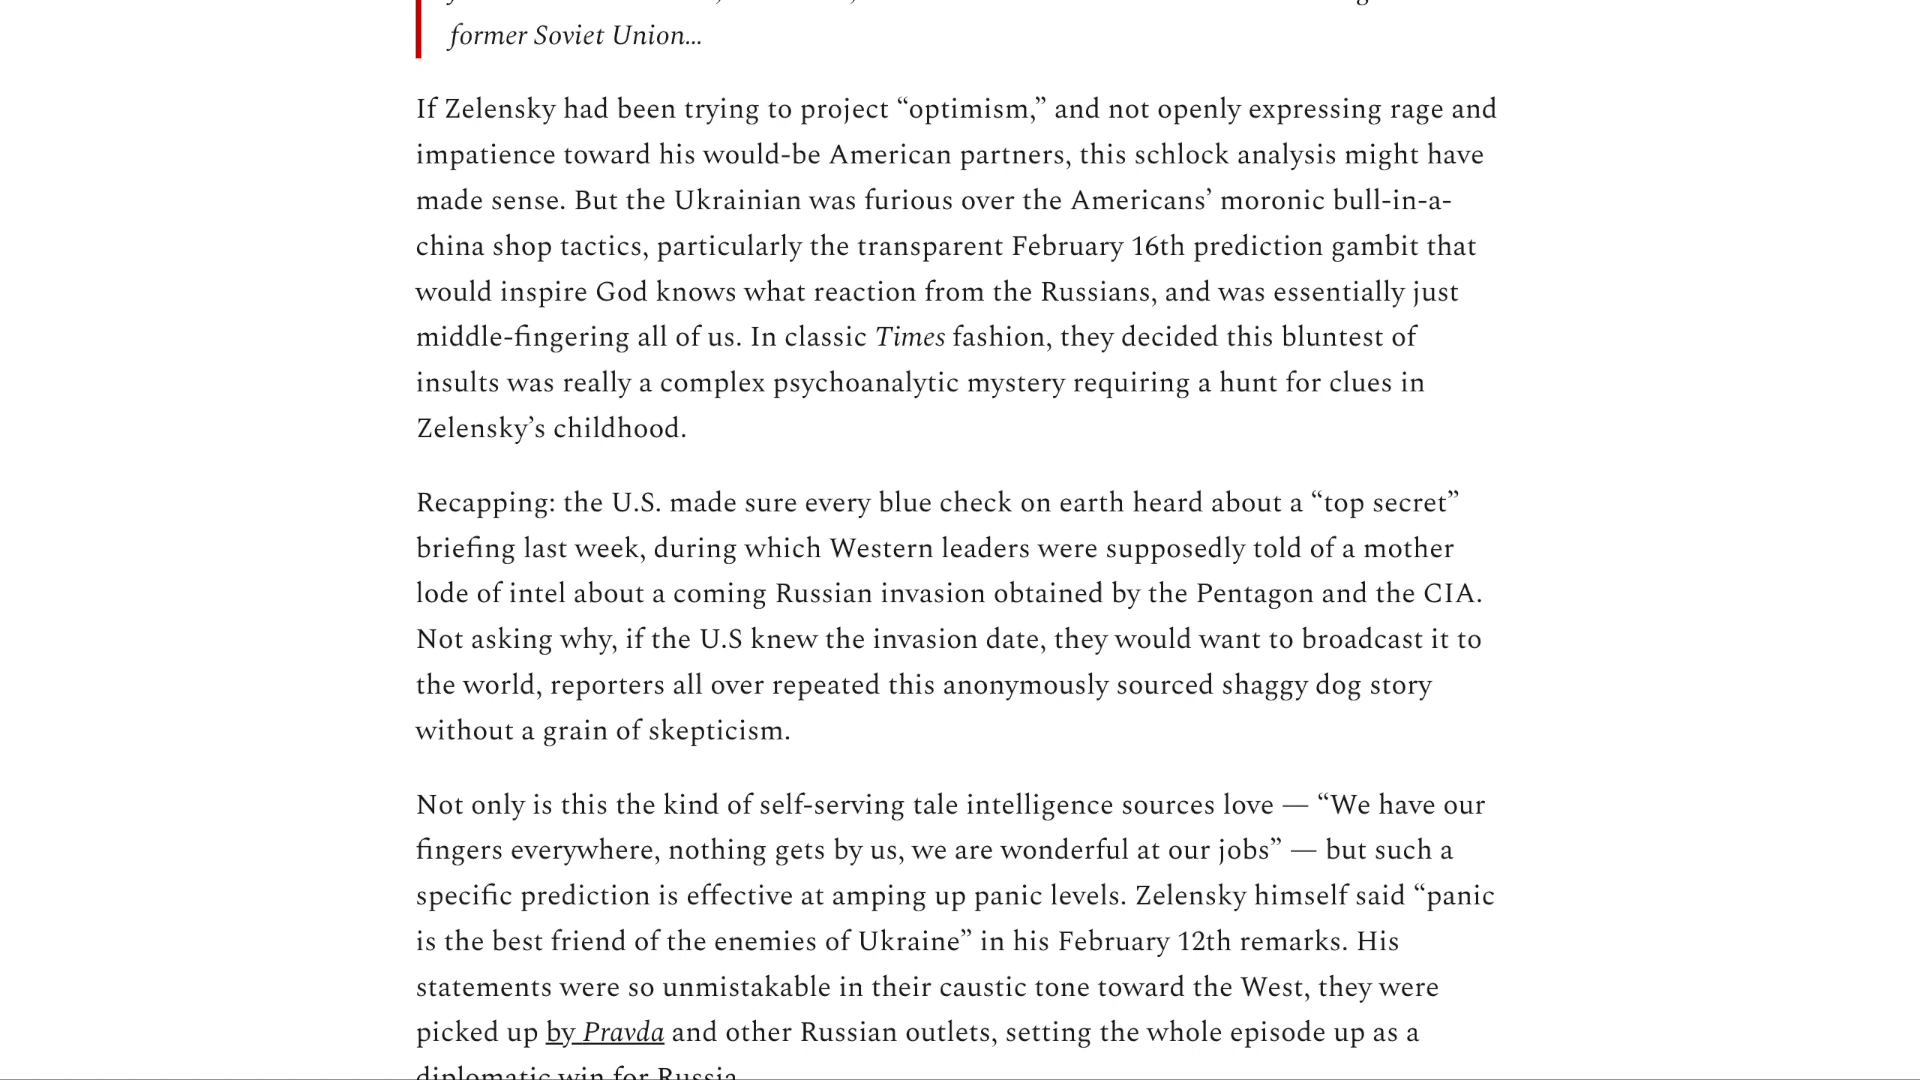 former Soviet Union…
If Zelensky had been trying to project “optimism,” and not openly expressing rage and
impatience toward his would-be American partners, this schlock analysis might have
made sense. But the Ukrainian was furious over the Americans’ moronic bull-in-a-
china shop tactics, particularly the transparent February 16th prediction gambit that
would inspire God knows what reaction from the Russians, and was essentially just
middle-fingering all of us. In classic Times fashion, they decided this bluntest of
insults was really a complex psychoanalytic mystery requiring a hunt for clues in
Zelensky’s childhood.
Recapping: the U.S. made sure every blue check on earth heard about a “top secret”
briefing last week, during which Western leaders were supposedly told of a mother
lode of intel about a coming Russian invasion obtained by the Pentagon and the CIA.
Not asking why, if the U.S knew the invasion date, they would want to broadcast it to
the world, reporters all over repeated this anonymously sourced shaggy dog story
without a grain of skepticism.
Not only is this the kind of self-serving tale intelligence sources love — “We have our
fingers everywhere, nothing gets by us, we are wonderful at our jobs” — but such a
specific prediction is effective at amping up panic levels. Zelensky himself said “panic
is the best friend of the enemies of Ukraine” in his February 12th remarks. His
statements were so unmistakable in their caustic tone toward the West, they were
picked up by Pravda and other Russian outlets, setting the whole episode up as a
diplomatic win for Russia